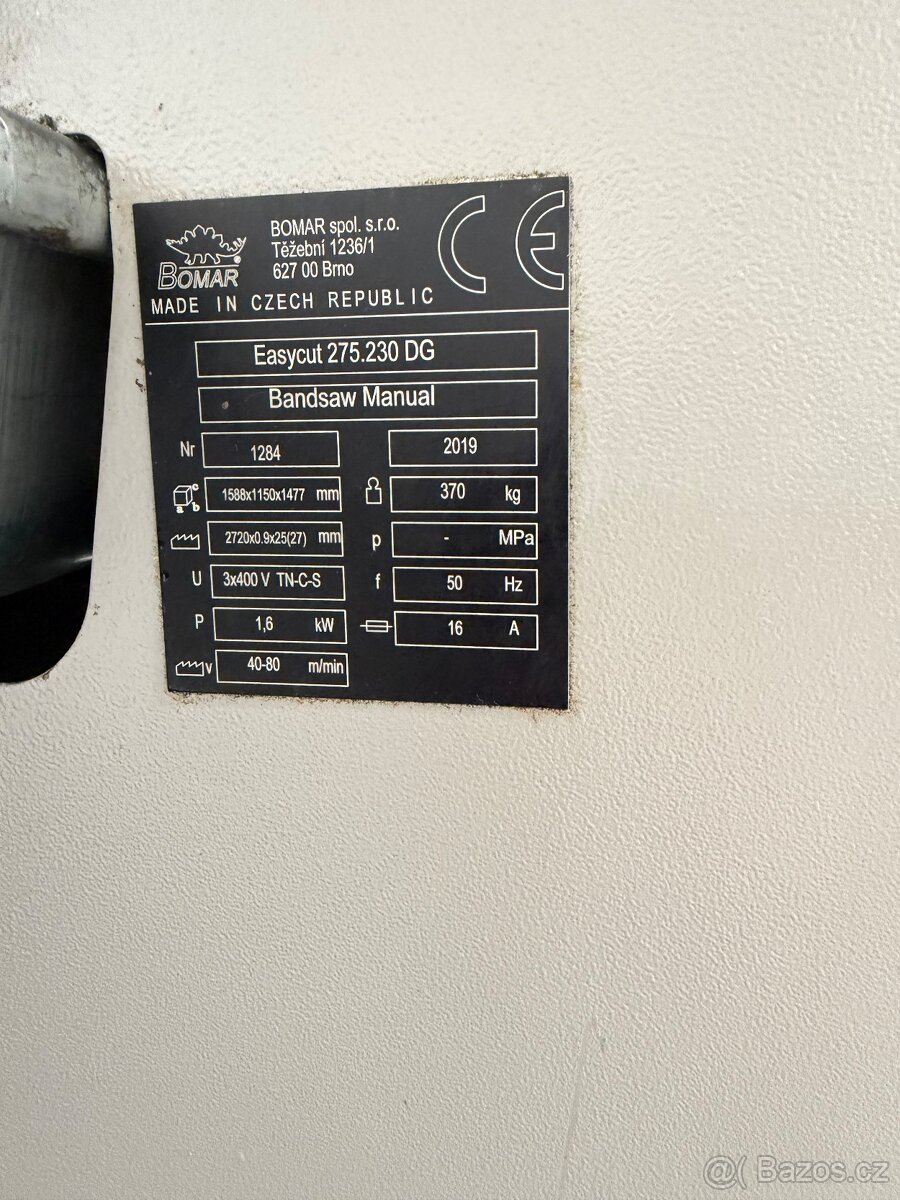 BOMAR®
BOMAR spol. s.r.o.
Těžební 1236/1
627 00 Brno
CE
MADE IN CZECH REPUBLIC
Easycut 275.230 DG
Bandsaw Manual
Nr 1284 2019
a b c 1588x1150x1477 mm 370 kg
2720x0.9x25(27) mm p - MPa
U 3x400 V TN-C-S f 50 Hz
P 1,6 kW 16 A
v 40-80 m/min
@ Bazos.cz